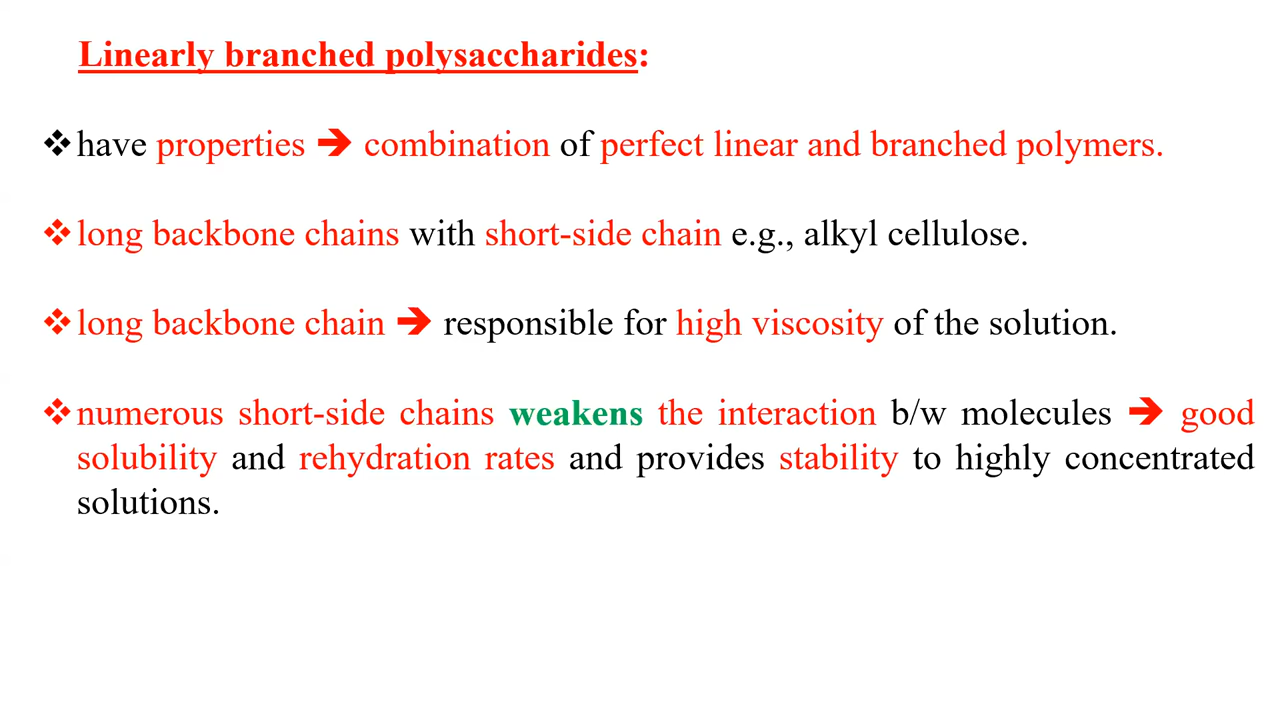 Linearly branched polysaccharides:
❖have properties ➔ combination of perfect linear and branched polymers.
❖long backbone chains with short-side chain e.g., alkyl cellulose.
❖long backbone chain ➔ responsible for high viscosity of the solution.
❖numerous short-side chains weakens the interaction b/w molecules ➔ good
solubility and rehydration rates and provides stability to highly concentrated
solutions.